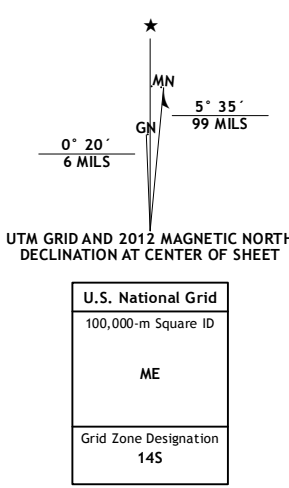 ★
MN
5° 35´
99 MILS
GN
0° 20´
6 MILS
UTM GRID AND 2012 MAGNETIC NORTH
DECLINATION AT CENTER OF SHEET
U.S. National Grid
100,000-m Square ID
ME
Grid Zone Designation
14S